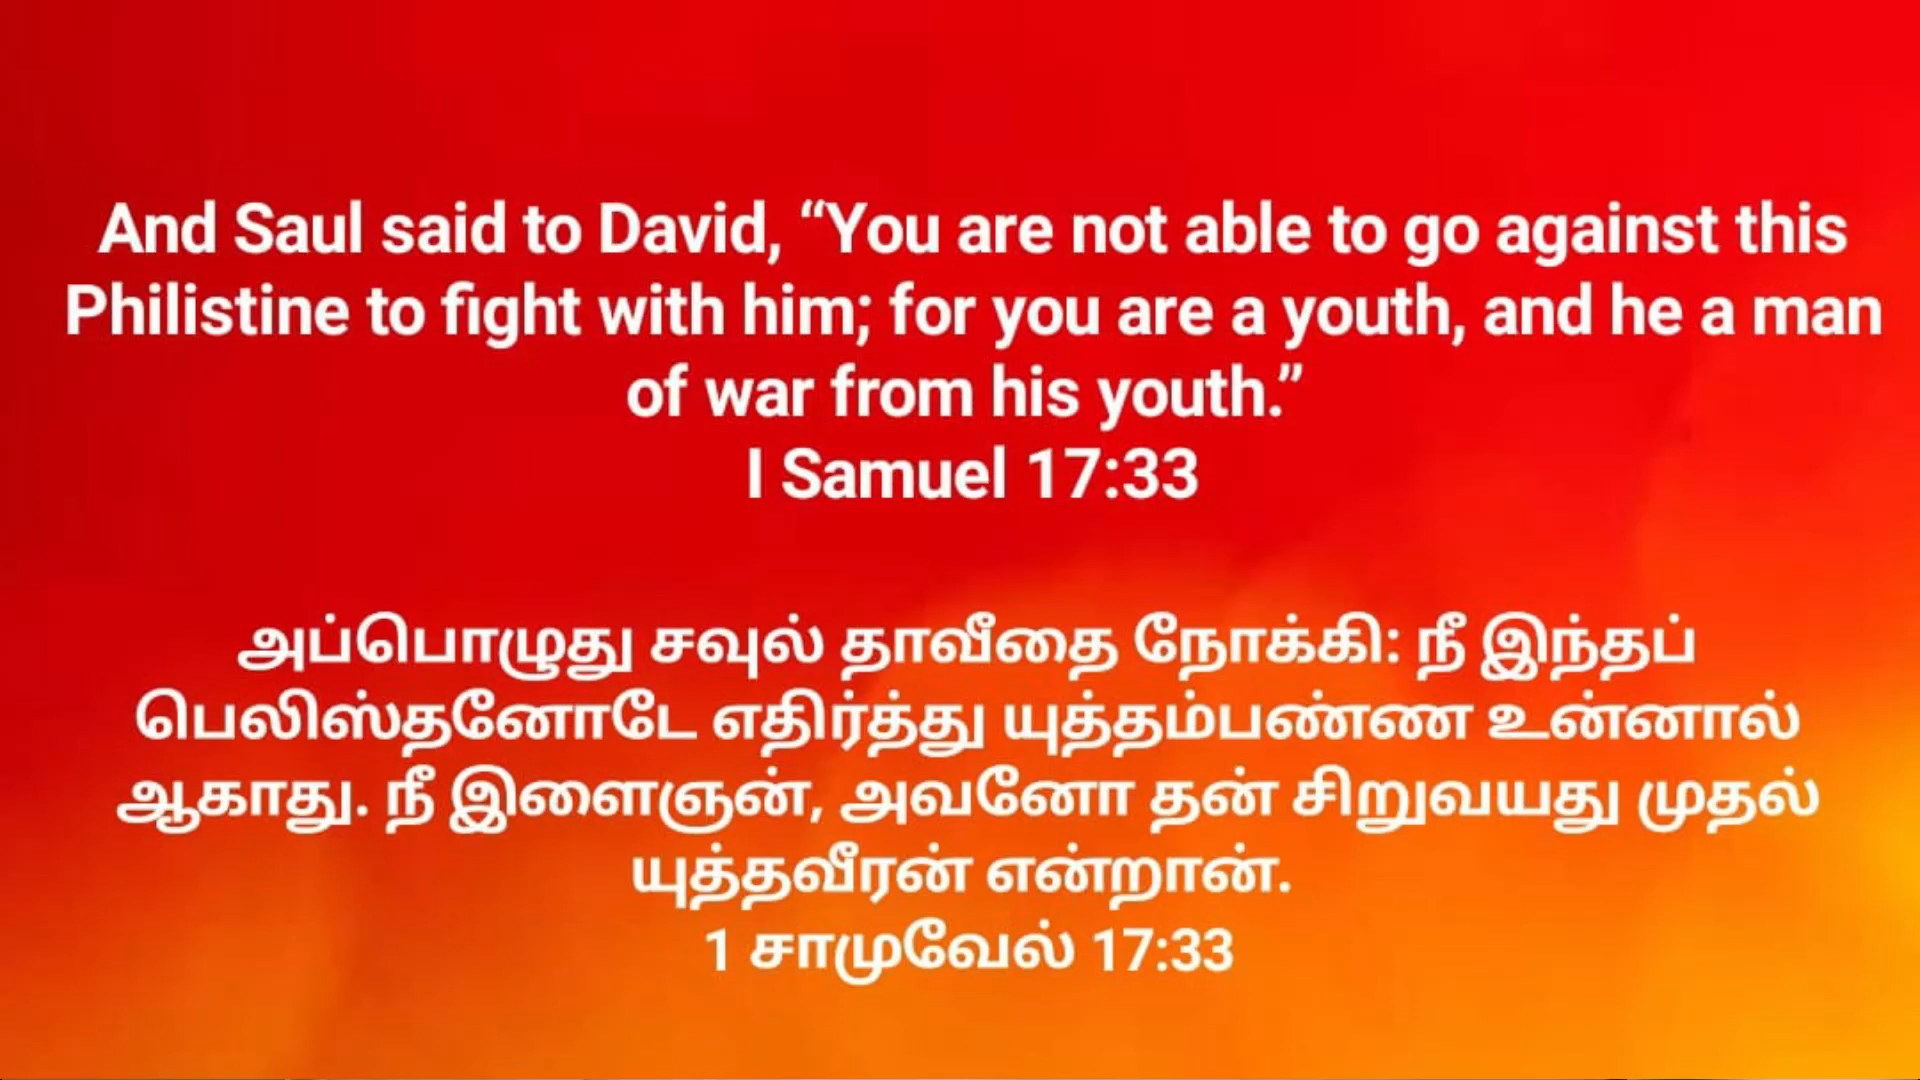 And Saul said to David, “You are not able to go against this
Philistine to fight with him; for you are a youth, and he a man
of war from his youth.”
I Samuel 17:33
அப்பொழுது சவுல் தாவீதை நோக்கி: நீ இந்தப்
பெலிஸ்தனோடே எதிர்த்து யுத்தம்பண்ண உன்னால்
ஆகாது. நீ இளைஞன், அவனோ தன் சிறுவயது முதல்
யுத்தவீரன் என்றான்.
1 சாமுவேல் 17:33